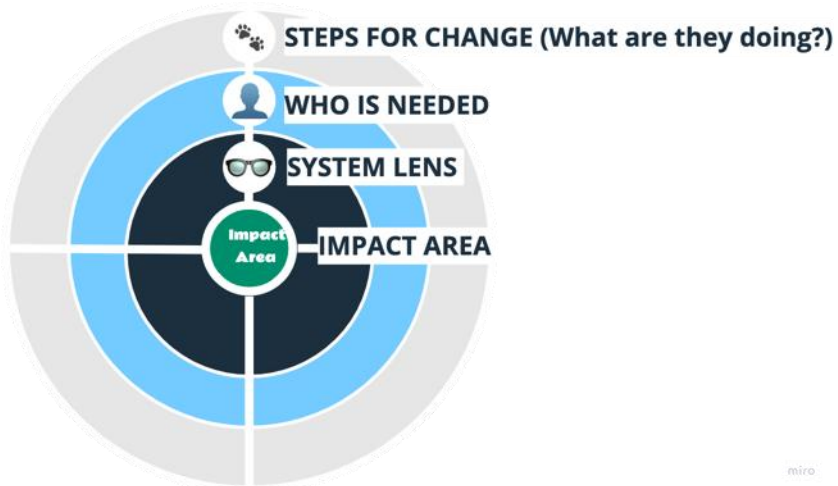 STEPS FOR CHANGE (What are they doing?)
WHO IS NEEDED
SYSTEM LENS
Impact
Area
IMPACT AREA
miro